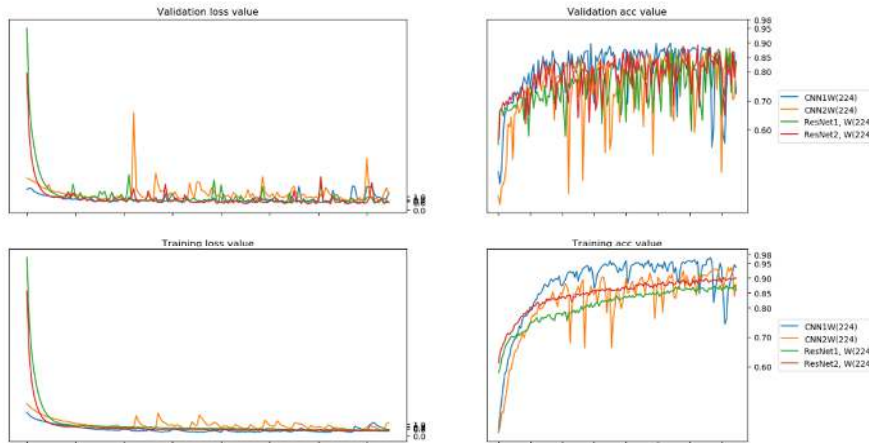 Validation loss value
1.0
0.0
Validation acc value
0.98
0.95
0.90
0.85
0.80
0.70
0.60
CNN1W(224)
CNN2W(224)
ResNet1, W(224
ResNet2, W(224
Training loss value
0.0
Training acc value
0.98
0.95
0.90
0.85
0.80
0.70
0.60
CNN1W(224)
CNN2W(224)
ResNet1, W(224
ResNet2, W(224